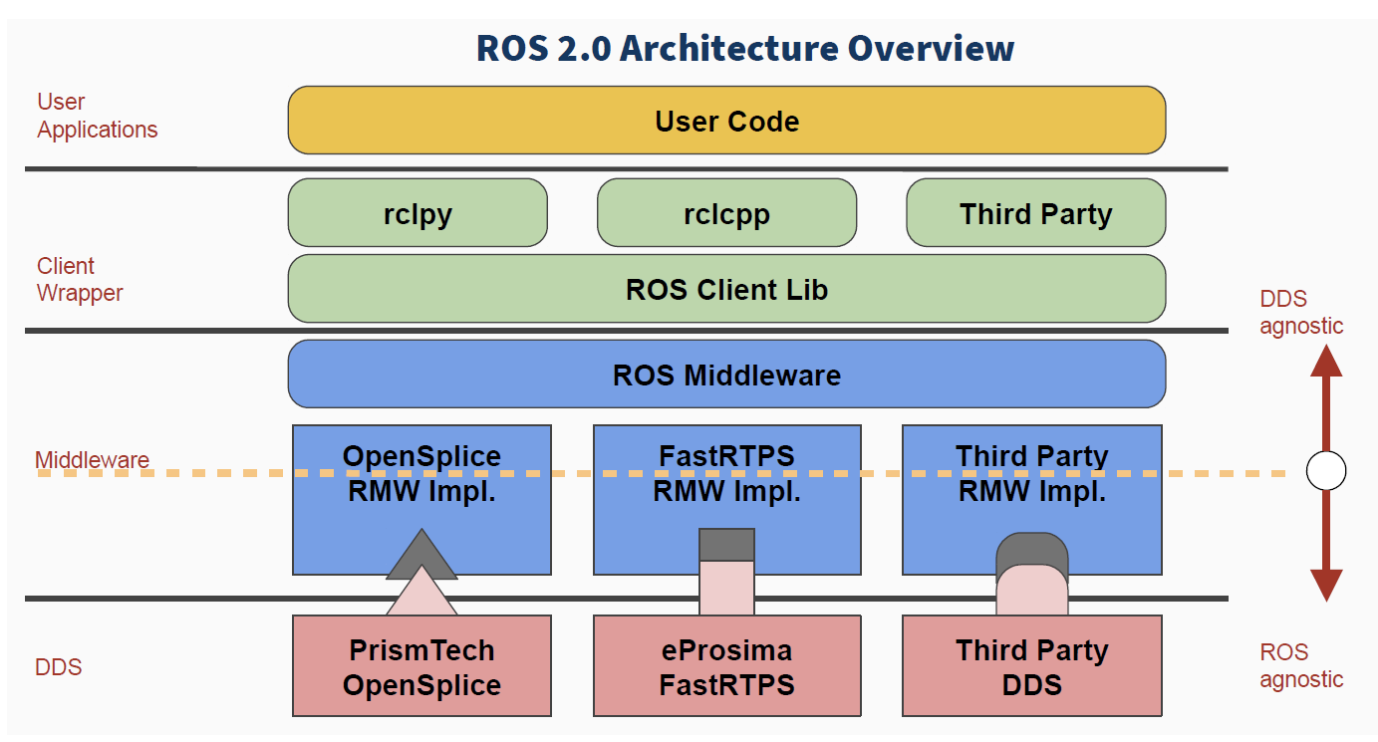 ROS 2.0 Architecture Overview
User
Applications
User Code
rclpy
rclcpp
Third Party
Client
Wrapper
ROS Client Lib
DDS
agnostic
ROS Middleware
Middleware
OpenSplice
RMW Impl.
FastRTPS
RMW Impl.
Third Party
RMW Impl.
DDS
PrismTech
OpenSplice
eProsima
FastRTPS
Third Party
DDS
ROS
agnostic